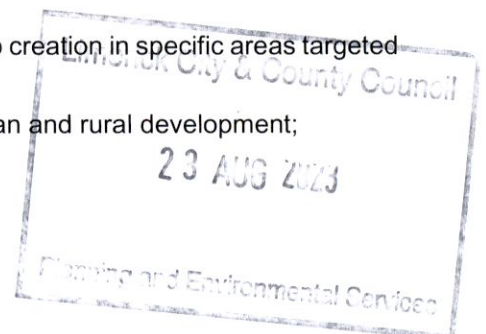 creation in specific areas targeted
Limerick City & County Council
an and rural development;
23 AUG 2023
Planning and Environmental Services